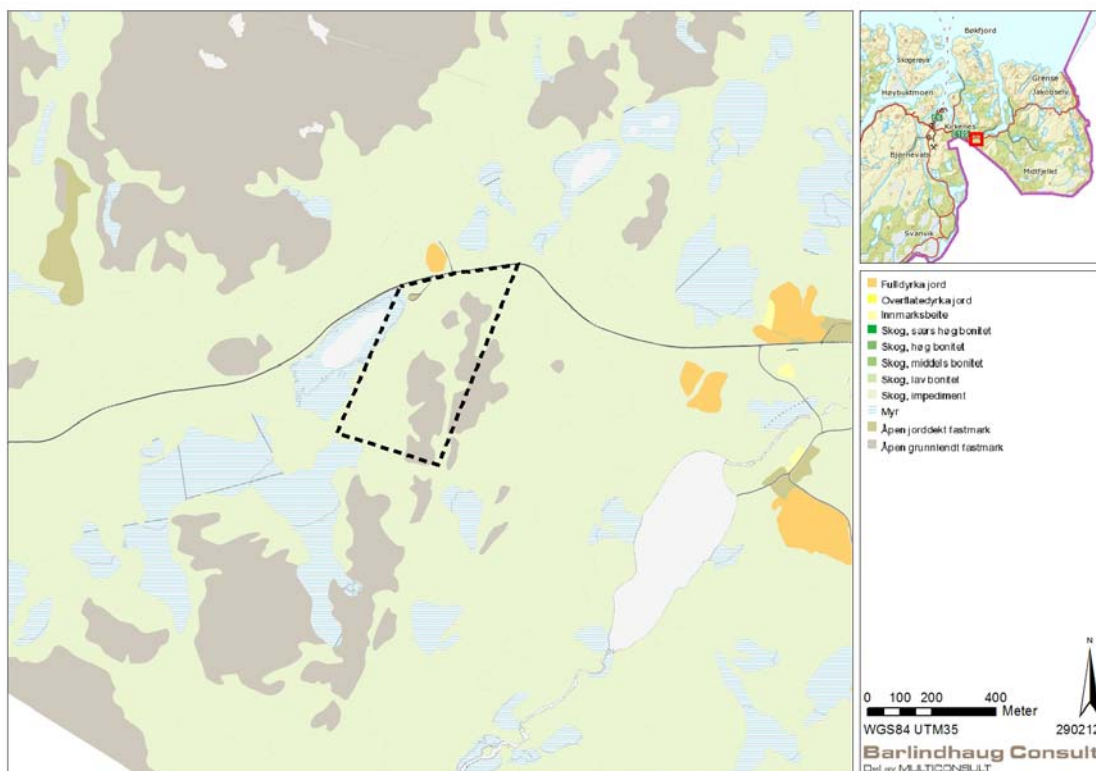 Bøkfjord
Skogerøya
Grense
Jakobselv
Høybuktmoen
Kirkenes
Bjørnevatn
Midtfjellet
Svanvik
Fulldyrka jord
Overflatedyrka jord
Innmarksbeite
Skog, særs høg bonitet
Skog, høg bonitet
Skog, middels bonitet
Skog, lav bonitet
Skog, impediment
Myr
Åpen jorddekt fastmark
Åpen grunnlendt fastmark
N
0 100 200 400
Meter
WGS84 UTM35 290212
Barlindhaug Consult
Del av MULTICONSULT